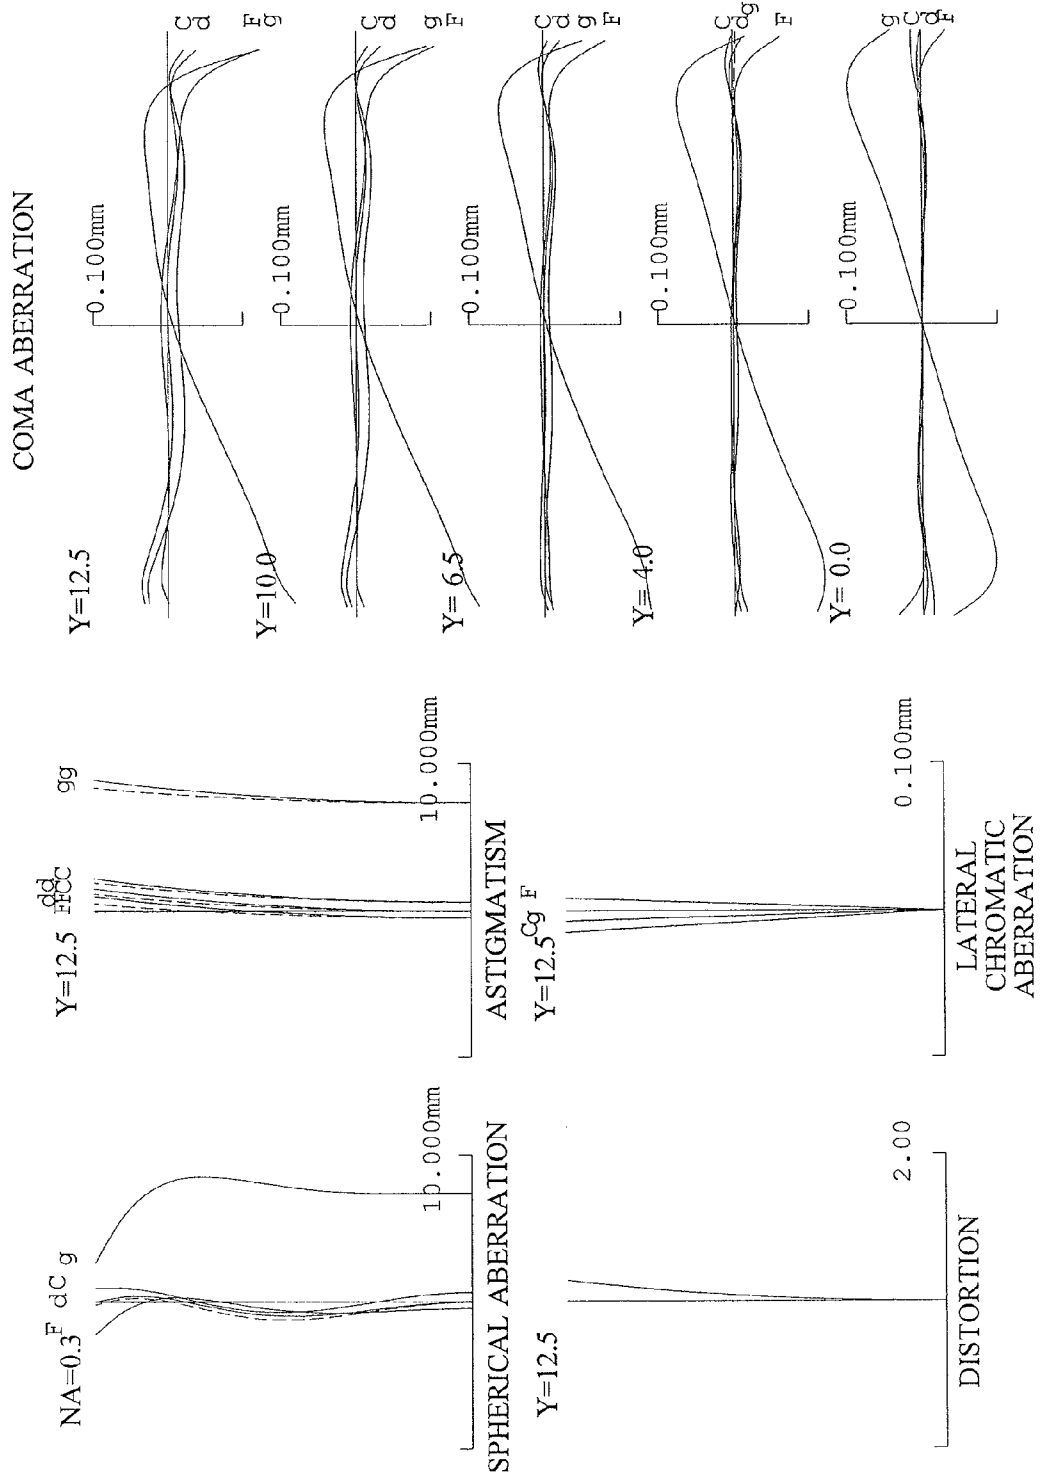 NA=0.3
F
d C
g
10.000mm
SPHERICAL ABERRATION
Y=12.5
dd
FFCC
gg
10.000mm
ASTIGMATISM
Y=12.5
2.00
DISTORTION
Y=12.5
Cg
F
0.100mm
LATERAL
CHROMATIC
ABERRATION
COMA ABERRATION
Y=12.5
0.100mm
C
d
F
g
Y=10.0
0.100mm
C
d
g
F
Y= 6.5
0.100mm
C
d
g
F
Y= 4.0
0.100mm
C
d
g
F
Y= 0.0
0.100mm
g
C
d
F